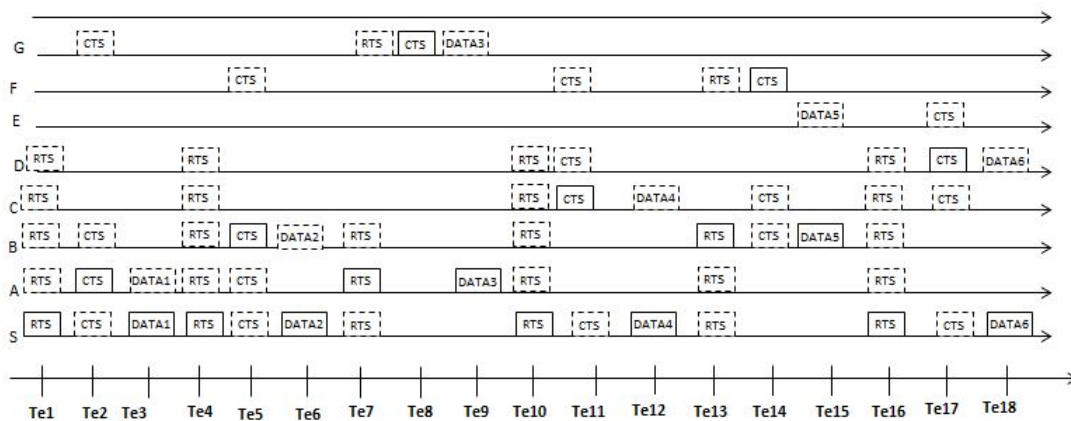 G CTS RTS CTS DATA3
F CTS CTS RTS CTS
E DATA5 CTS
D RTS RTS RTS CTS RTS CTS DATA6
C RTS RTS RTS CTS DATA4 CTS RTS CTS
B RTS CTS RTS CTS DATA2 RTS RTS RTS CTS DATA5 RTS
A RTS CTS DATA1 RTS CTS RTS DATA3 RTS RTS RTS
S RTS CTS DATA1 RTS CTS DATA2 RTS RTS CTS DATA4 RTS RTS CTS DATA6
Te1 Te2 Te3 Te4 Te5 Te6 Te7 Te8 Te9 Te10 Te11 Te12 Te13 Te14 Te15 Te16 Te17 Te18